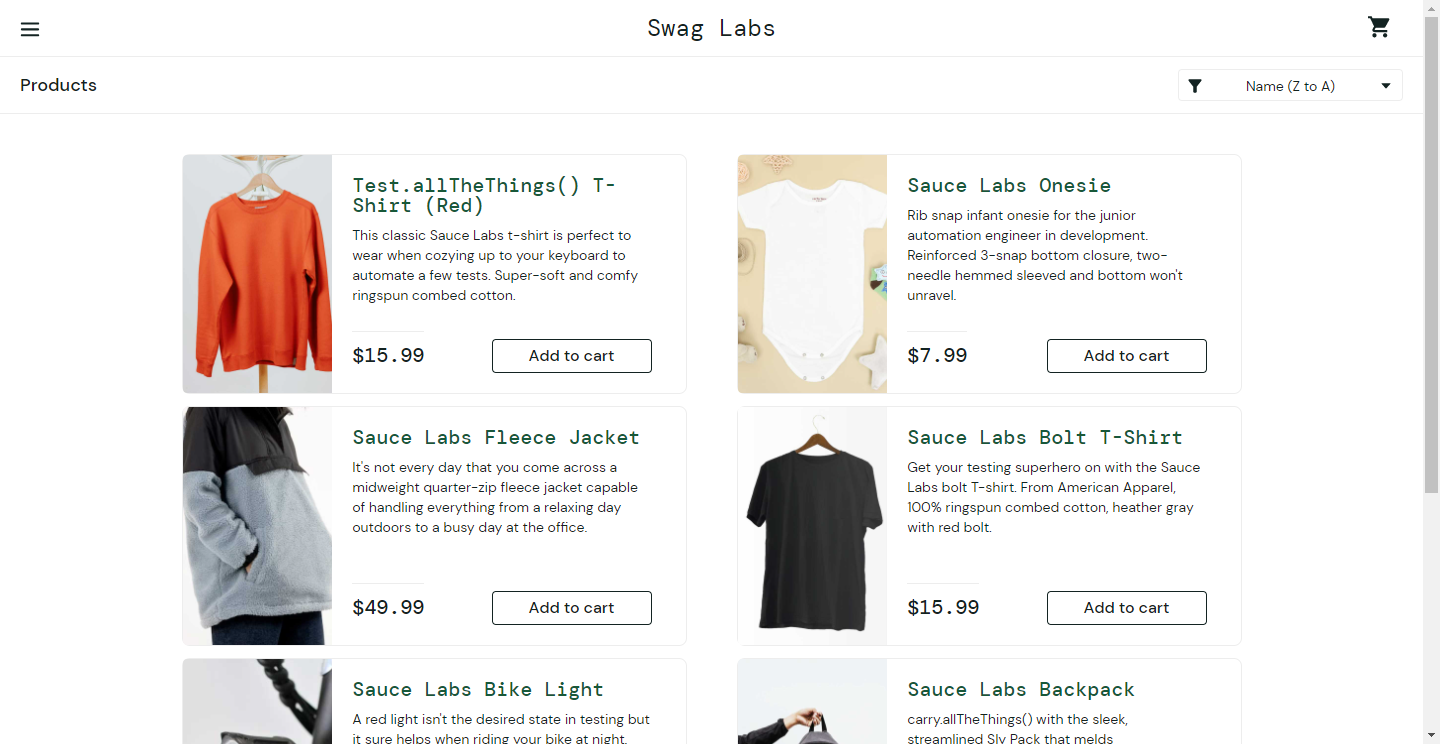 Swag Labs
Products
Name (Z to A)
Test.allTheThings() T-
Shirt (Red)
This classic Sauce Labs t-shirt is perfect to
wear when cozying up to your keyboard to
automate a few tests. Super-soft and comfy
ringspun combed cotton.
$15.99
Add to cart
Sauce Labs Onesie
Rib snap infant onesie for the junior
automation engineer in development.
Reinforced 3-snap bottom closure, two-
needle hemmed sleeved and bottom won't
unravel.
$7.99
Add to cart
Sauce Labs Fleece Jacket
It's not every day that you come across a
midweight quarter-zip fleece jacket capable
of handling everything from a relaxing day
outdoors to a busy day at the office.
$49.99
Add to cart
Sauce Labs Bolt T-Shirt
Get your testing superhero on with the Sauce
Labs bolt T-shirt. From American Apparel,
100% ringspun combed cotton, heather gray
with red bolt.
$15.99
Add to cart
Sauce Labs Bike Light
A red light isn't the desired state in testing but
it sure helps when riding your bike at night.
Sauce Labs Backpack
carry.allTheThings() with the sleek,
streamlined Sly Pack that melds